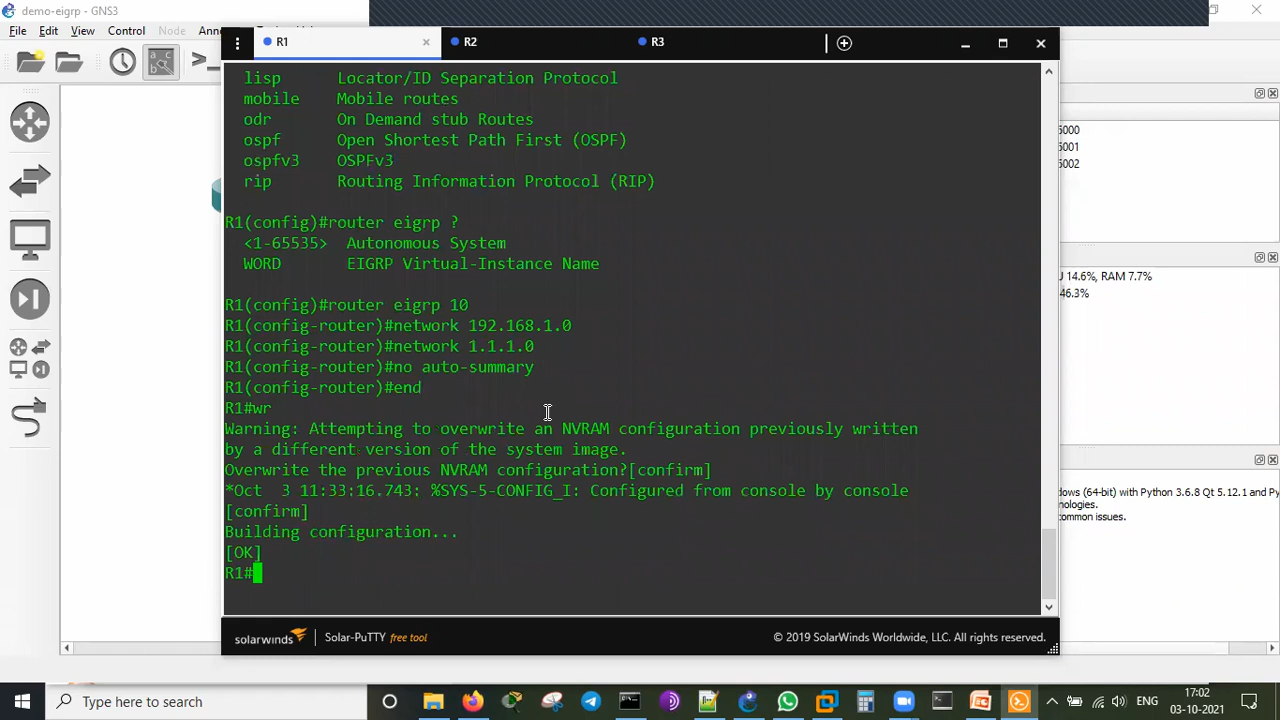 demo-eigrp - GNS3
File Edit View Control Node Anno
R1 × R2 R3
lisp Locator/ID Separation Protocol
mobile Mobile routes
odr On Demand stub Routes
ospf Open Shortest Path First (OSPF)
ospfv3 OSPFv3
rip Routing Information Protocol (RIP)
R1(config)#router eigrp ?
<1-65535> Autonomous System
WORD EIGRP Virtual-Instance Name
R1(config)#router eigrp 10
R1(config-router)#network 192.168.1.0
R1(config-router)#network 1.1.1.0
R1(config-router)#no auto-summary
R1(config-router)#end
R1#wr
Warning: Attempting to overwrite an NVRAM configuration previously written
by a different version of the system image.
Overwrite the previous NVRAM configuration?[confirm]
*Oct  3 11:33:16.743: %SYS-5-CONFIG_I: Configured from console by console
[confirm]
Building configuration...
[OK]
R1#
solarwinds Solar-PuTTY free tool © 2019 SolarWinds Worldwide, LLC. All rights reserved.
5000
5001
5002
U 14.6%, RAM 7.7%
46.3%
dows (64-bit) with Python 3.6.8 Qt 5.12.1 and P
nologies.
common issues.
Type here to search
ENG
17:02
03-10-2021